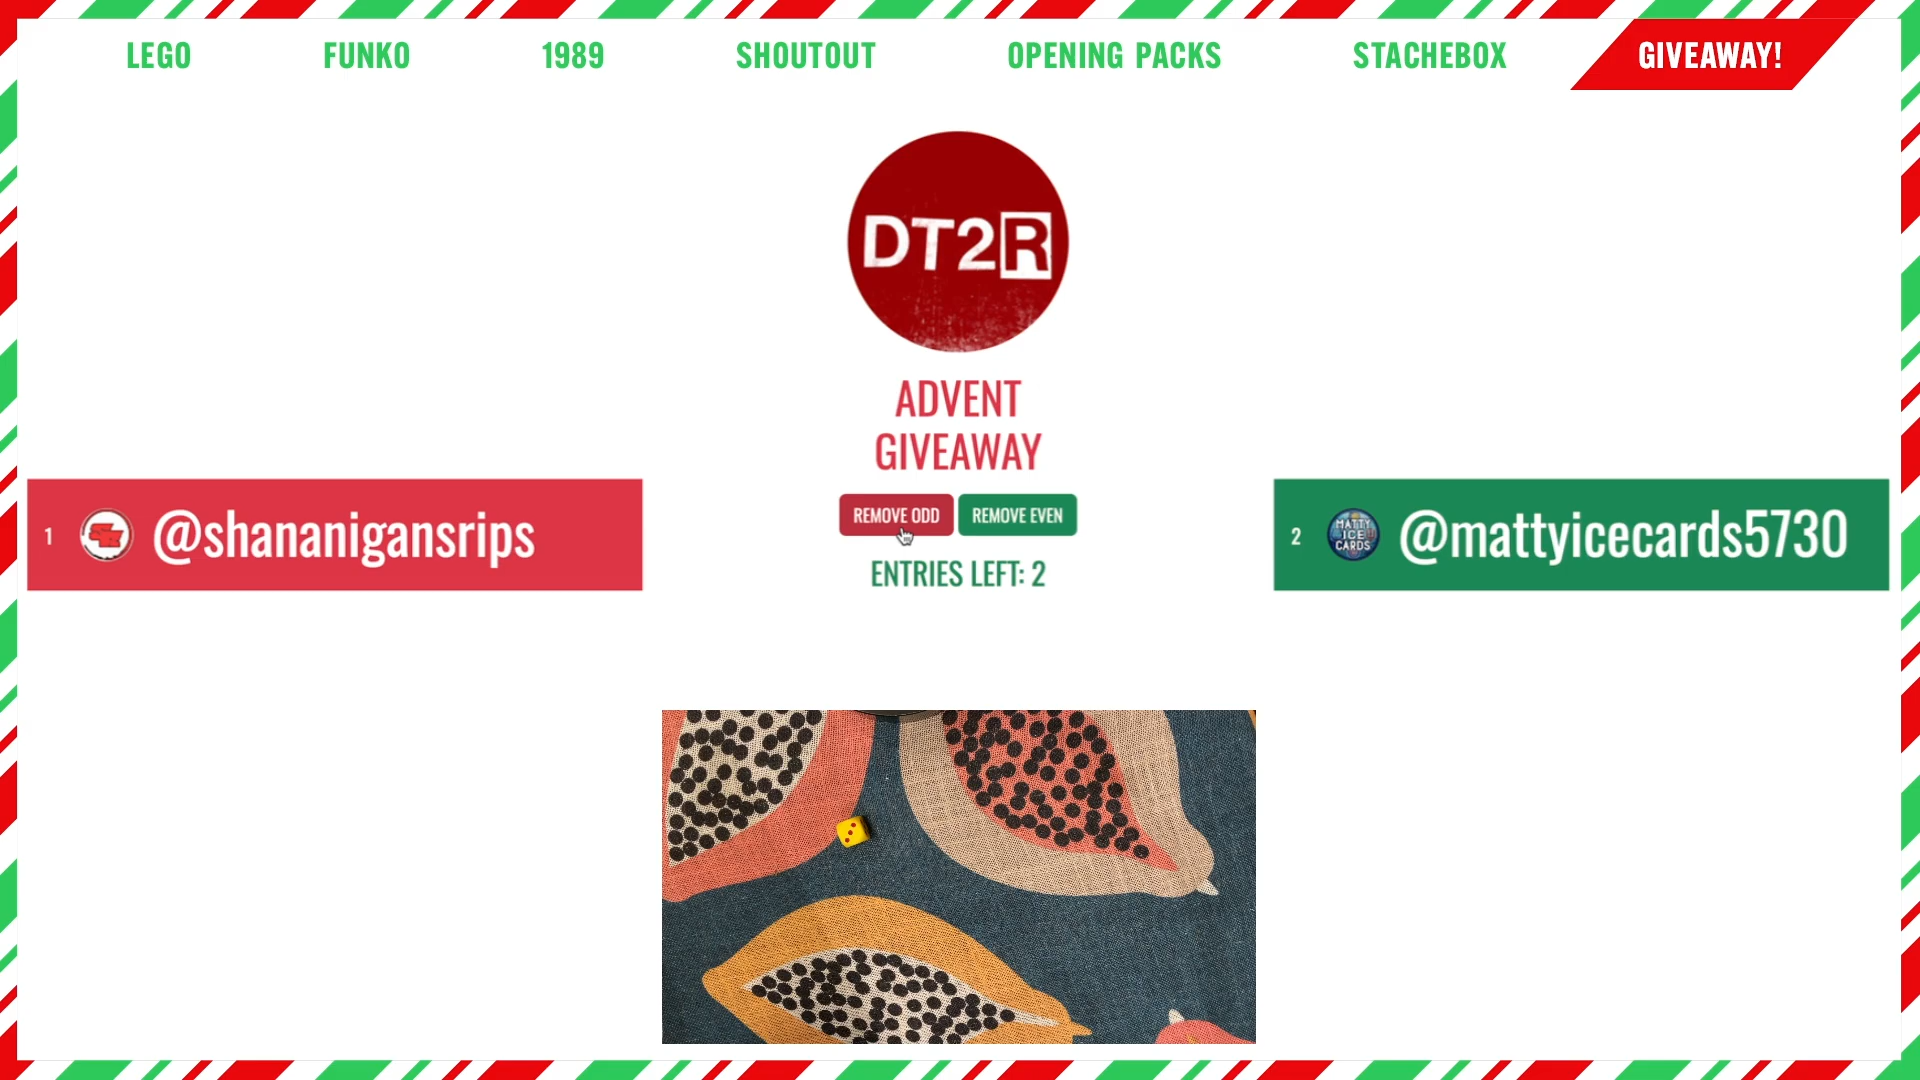 LEGO FUNKO 1989 SHOUTOUT OPENING PACKS STACHEBOX GIVEAWAY!
DT2R
ADVENT
GIVEAWAY
REMOVE ODD REMOVE EVEN
ENTRIES LEFT: 2
1 @shananigansrips
2 MATTY ICE CARDS @mattyicecards5730